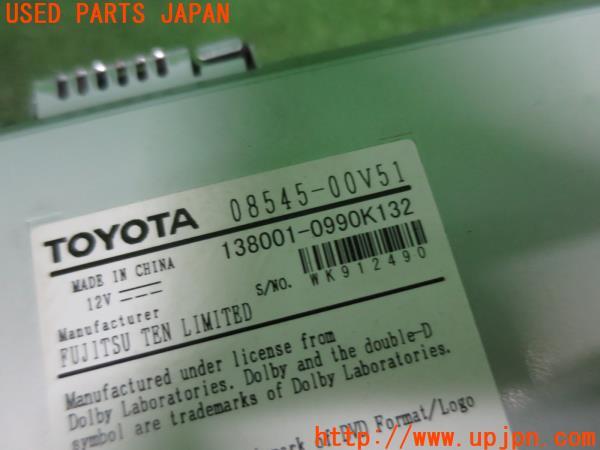 USED PARTS JAPAN
TOYOTA 08545-00V51
138001-0990K132
MADE IN CHINA
12V
S/NO. WK912490
Manufacturer
FUJITSU TEN LIMITED
Manufactured under license from
Dolby Laboratories. Dolby and the double-D
symbol are trademarks of Dolby Laboratories.
of DVD Format/Logo
http://www.upjpn.com